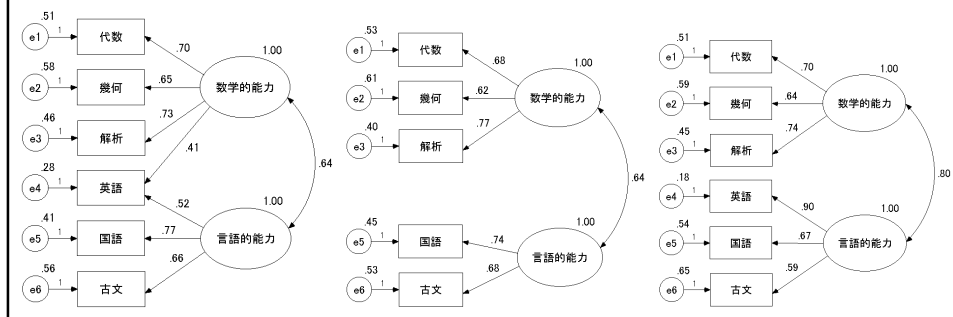 .51
e1
1
代数
.70
1.00
.58
e2
1
幾何
.65
数学的能力
.73
.46
e3
1
解析
.41
.64
.28
e4
1
英語
.52
1.00
.41
e5
1
国語
.77
言語的能力
.66
.56
e6
1
古文
.53
e1
1
代数
.68
1.00
.61
e2
1
幾何
.62
数学的能力
.77
.40
e3
1
解析
.64
.45
e5
1
国語
.74
1.00
言語的能力
.68
.53
e6
1
古文
.51
e1
1
代数
.70
1.00
.59
e2
1
幾何
.64
数学的能力
.74
.45
e3
1
解析
.80
.18
e4
1
英語
.90
1.00
.54
e5
1
国語
.67
言語的能力
.59
.65
e6
1
古文